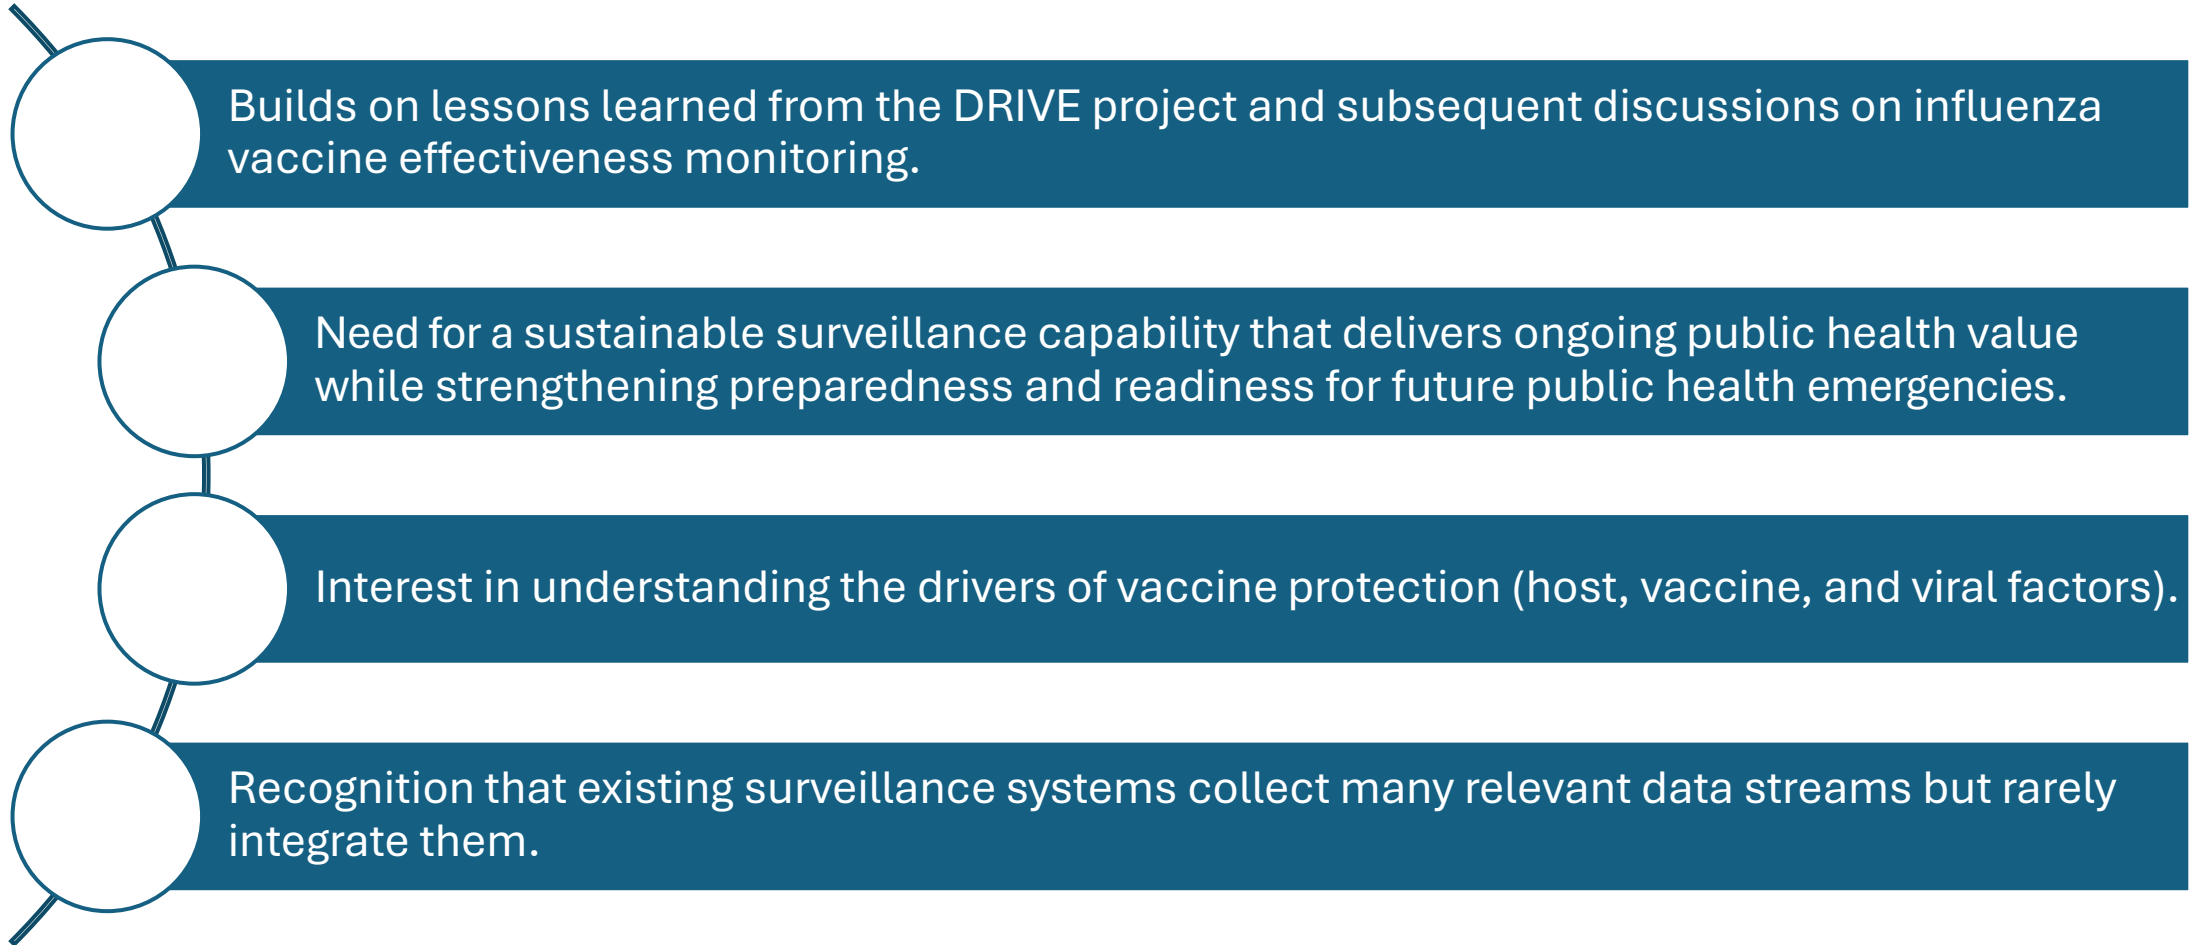 Builds on lessons learned from the DRIVE project and subsequent discussions on influenza
vaccine effectiveness monitoring.
Need for a sustainable surveillance capability that delivers ongoing public health value
while strengthening preparedness and readiness for future public health emergencies.
Interest in understanding the drivers of vaccine protection (host, vaccine, and viral factors).
Recognition that existing surveillance systems collect many relevant data streams but rarely
integrate them.